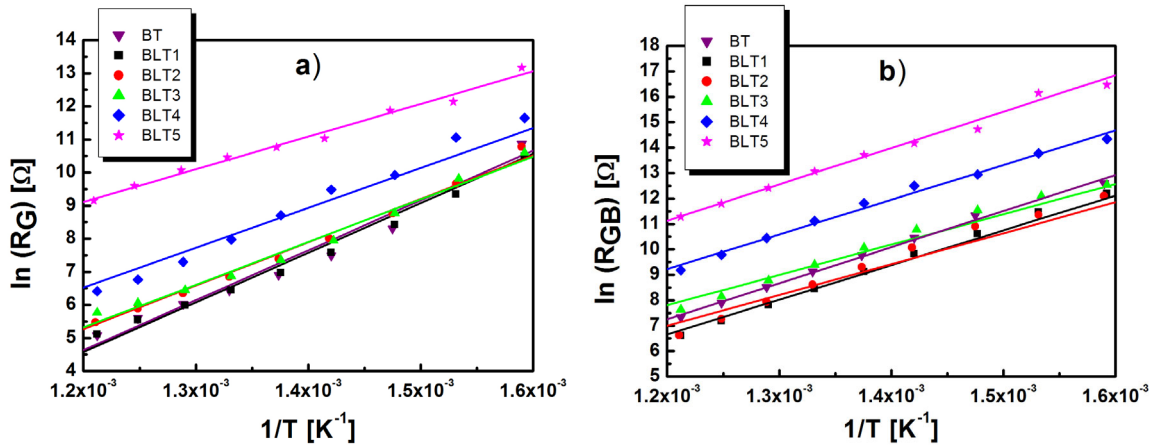 a)
BT
BLT1
BLT2
BLT3
BLT4
BLT5
ln (RG) [Ω]
14
13
12
11
10
9
8
7
6
5
4
1.2x10⁻³
1.3x10⁻³
1.4x10⁻³
1.5x10⁻³
1.6x10⁻³
1/T [K⁻¹]
b)
BT
BLT1
BLT2
BLT3
BLT4
BLT5
ln (RGB) [Ω]
18
17
16
15
14
13
12
11
10
9
8
7
6
5
1.2x10⁻³
1.3x10⁻³
1.4x10⁻³
1.5x10⁻³
1.6x10⁻³
1/T [K⁻¹]